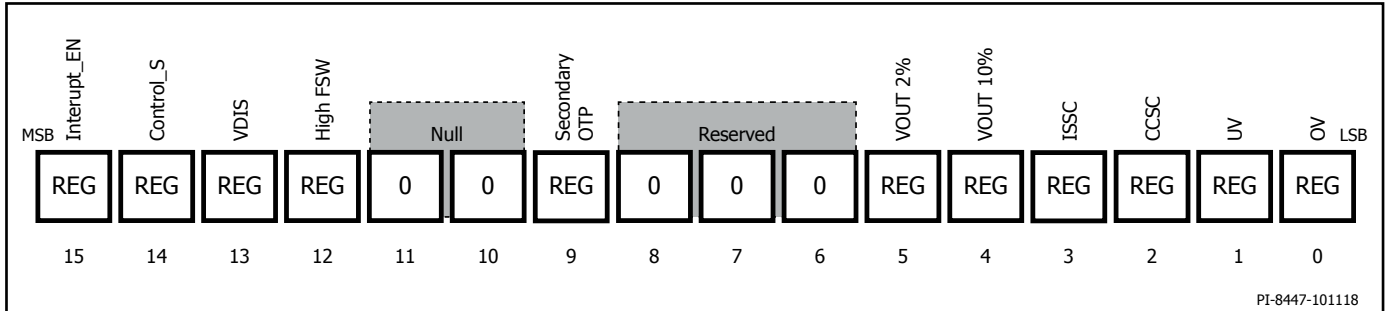 MSB Interupt_EN Control_S VDIS High FSW Null Secondary OTP Reserved VOUT 2% VOUT 10% ISSC CCSC UV OV LSB
REG REG REG REG 0 0 REG 0 0 0 REG REG REG REG REG REG
15 14 13 12 11 10 9 8 7 6 5 4 3 2 1 0
PI-8447-101118